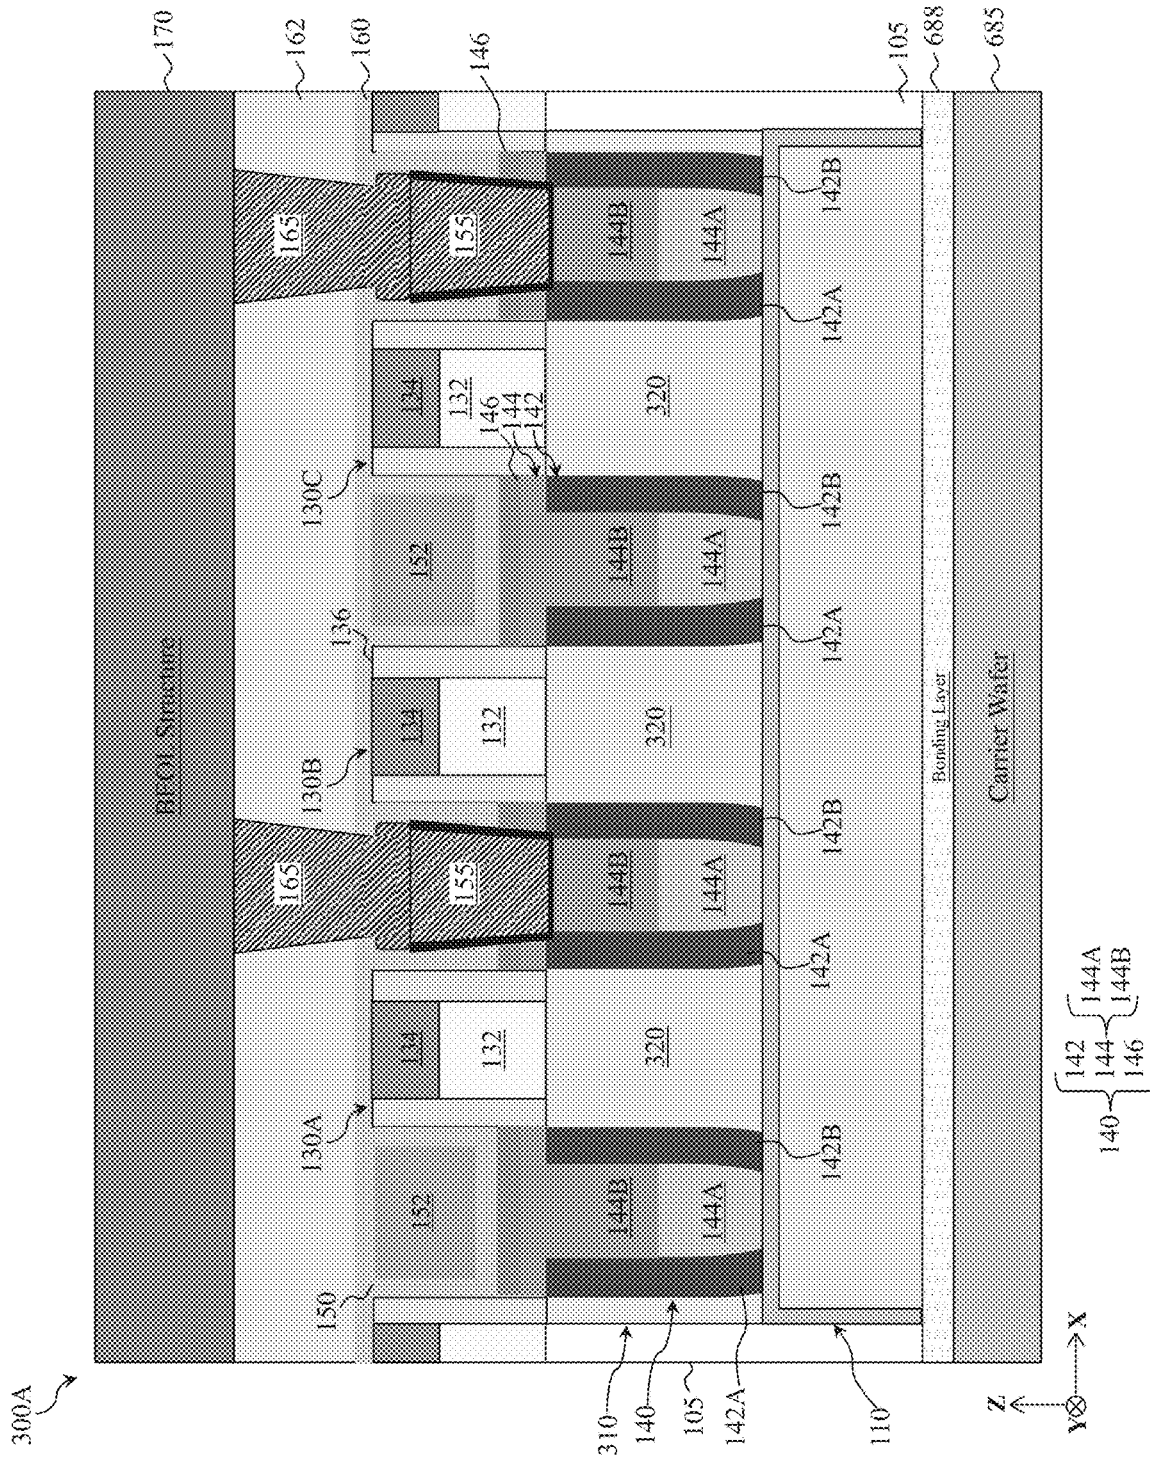 300A
BEOL Structure 170
165 165 162
130A 130B 130C
150 136 160
152 134 134 152 134
132 155 132 132 155 146
146
144
142
310 144B 144B 144B 144B
140 320 320 320
105 144A 144A 144A 144A
142A
142B 142A 142B 142A 142B 142A 142B
110 105
Bonding Layer 688
Z Carrier Wafer 685
Y X
140 142 144A
144 144B
146